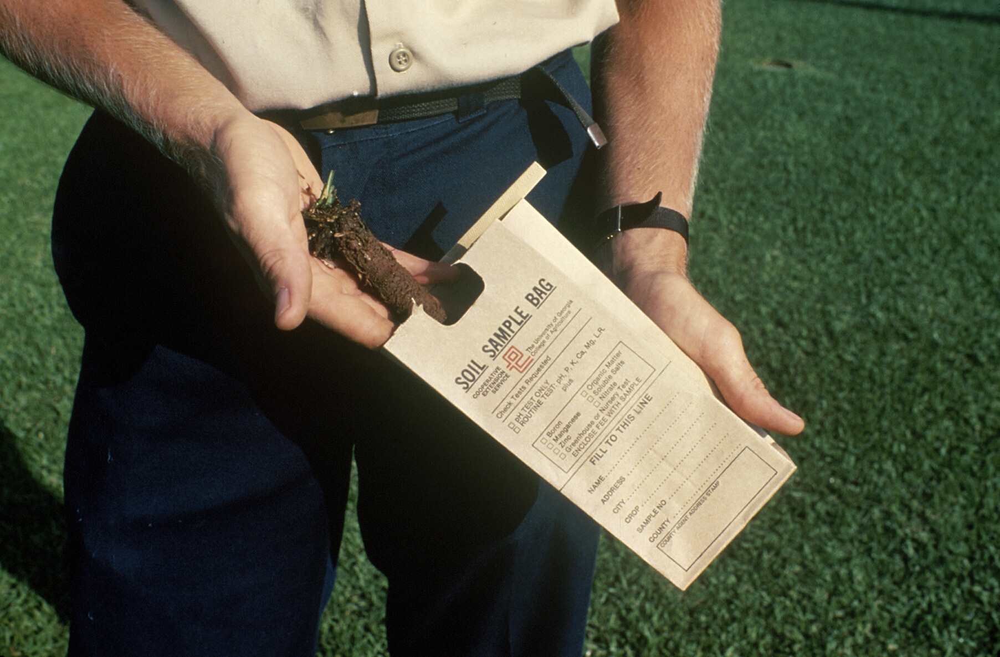 SOIL SAMPLE BAG
COOPERATIVE
EXTENSION
SERVICE
The University of Georgia
College of Agriculture
Check Tests Requested
pH TEST ONLY
ROUTINE TEST: pH, P, K, Ca, Mg, L.R.
plus
Boron
Manganese
Zinc
Organic Matter
Soluble Salts
Nitrate
Greenhouse or Nursery Test
ENCLOSE FEE WITH SAMPLE
FILL TO THIS LINE
NAME
ADDRESS
CITY
CROP
SAMPLE NO
COUNTY
COUNTY AGENT ADDRESS STAMP